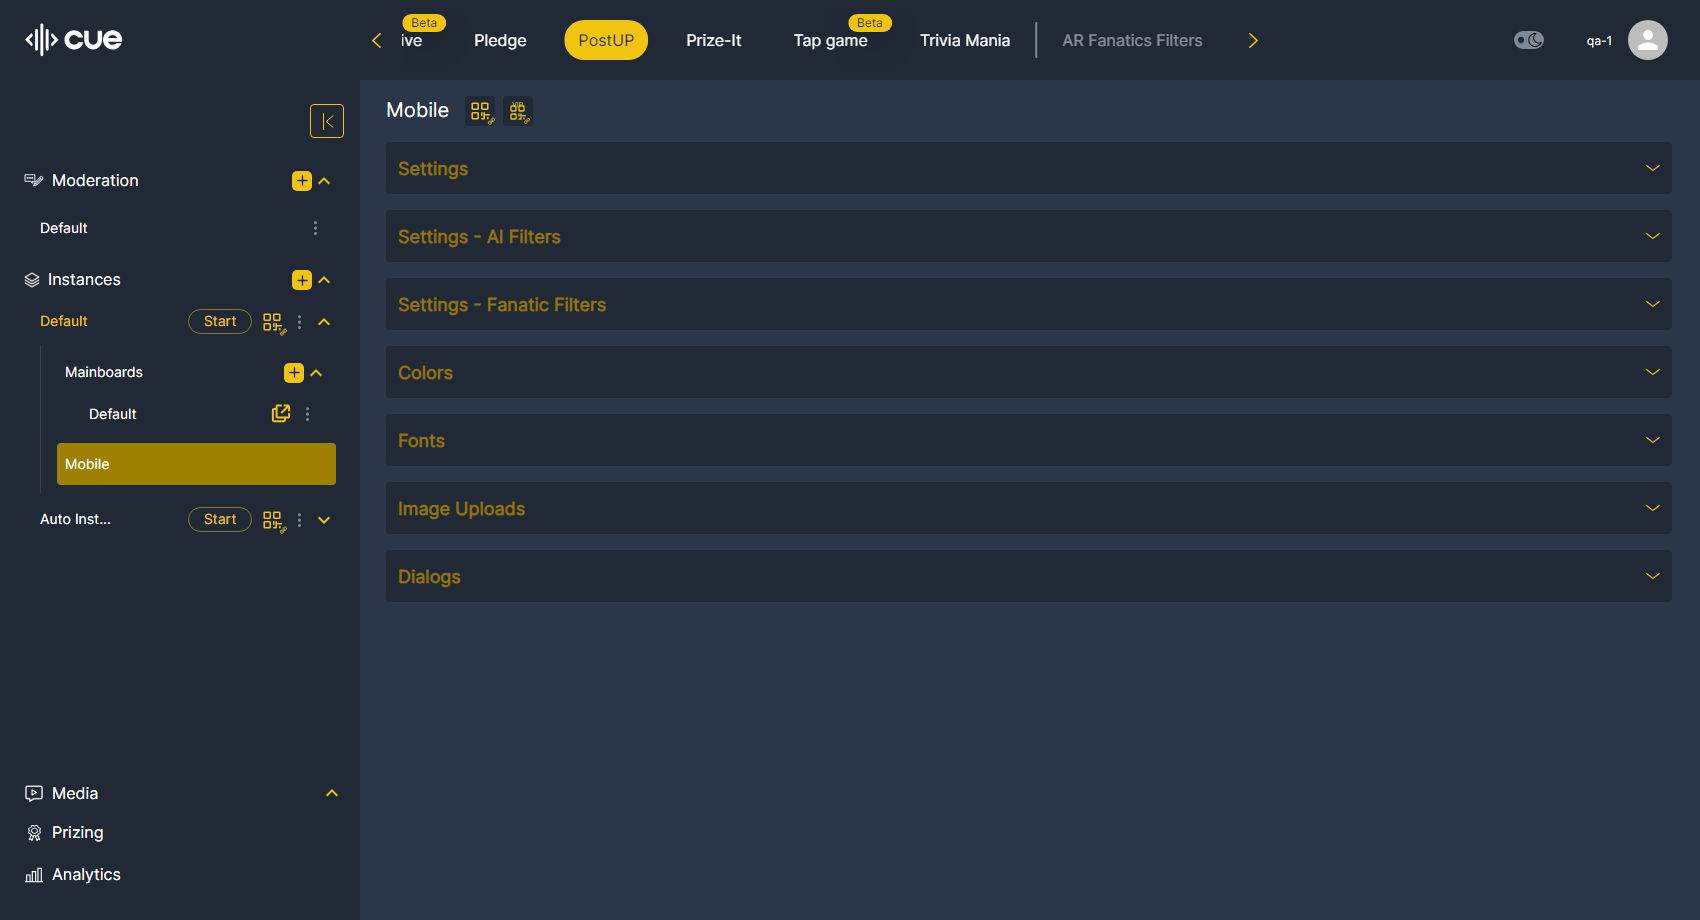 cue
Beta
ive
Pledge
PostUP
Prize-It
Beta
Tap game
Trivia Mania
AR Fanatics Filters
qa-1
Moderation
Default
Instances
Default
Start
Mainboards
Default
Mobile
Auto Inst...
Start
Media
Prizing
Analytics
Mobile
VIP
Settings
Settings - AI Filters
Settings - Fanatic Filters
Colors
Fonts
Image Uploads
Dialogs